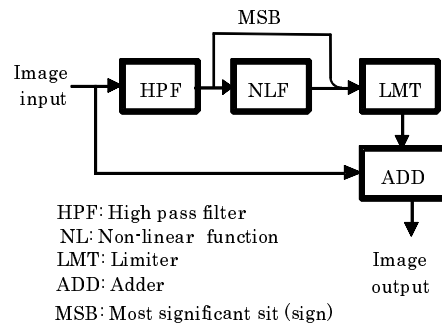 MSB
Image
input
HPF
NLF
LMT
ADD
HPF: High pass filter
NL: Non-linear function
LMT: Limiter
ADD: Adder
MSB: Most significant sit (sign)
Image
output